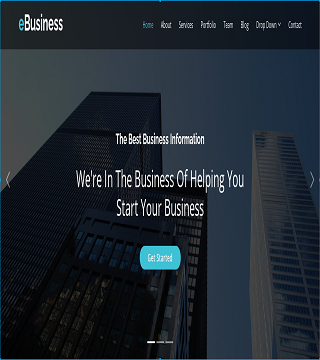 eBusiness
Home About Services Portfolio Team Blog Drop Down Contact
The Best Business Information
We're In The Business Of Helping You
Start Your Business
Get Started